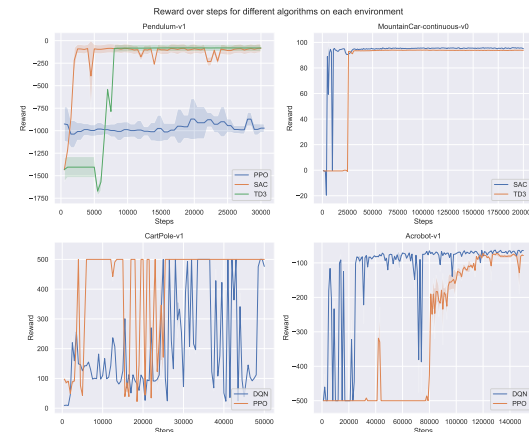 Reward over steps for different algorithms on each environment
Pendulum-v1
0
−250
−500
−750
−1000
−1250
−1500
−1750
Reward
0 5000 10000 15000 20000 25000 30000
Steps
PPO
SAC
TD3
MountainCar-continuous-v0
100
80
60
40
20
0
−20
Reward
0 25000 50000 75000 100000 125000 150000 175000 200000
Steps
SAC
TD3
CartPole-v1
500
400
300
200
100
0
Reward
0 10000 20000 30000 40000 50000
Steps
DQN
PPO
Acrobot-v1
−100
−200
−300
−400
−500
Reward
0 20000 40000 60000 80000 100000 120000 140000
Steps
DQN
PPO